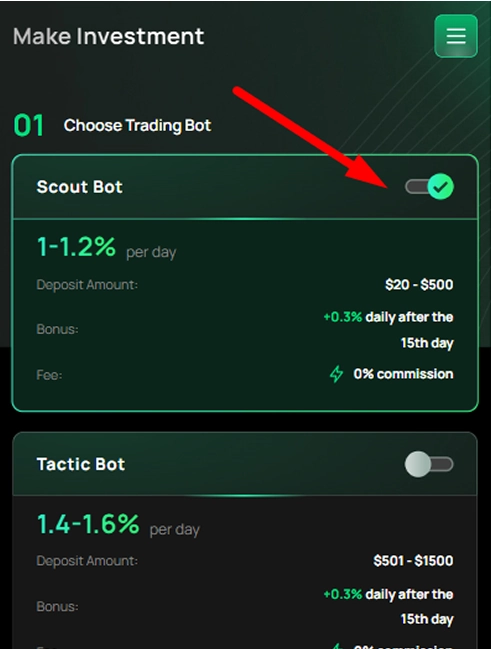 Make Investment
01 Choose Trading Bot
Scout Bot
1-1.2% per day
Deposit Amount: $20 - $500
Bonus: +0.3% daily after the
15th day
Fee: 0% commission
Tactic Bot
1.4-1.6% per day
Deposit Amount: $501 - $1500
Bonus: +0.3% daily after the
15th day
0% commission